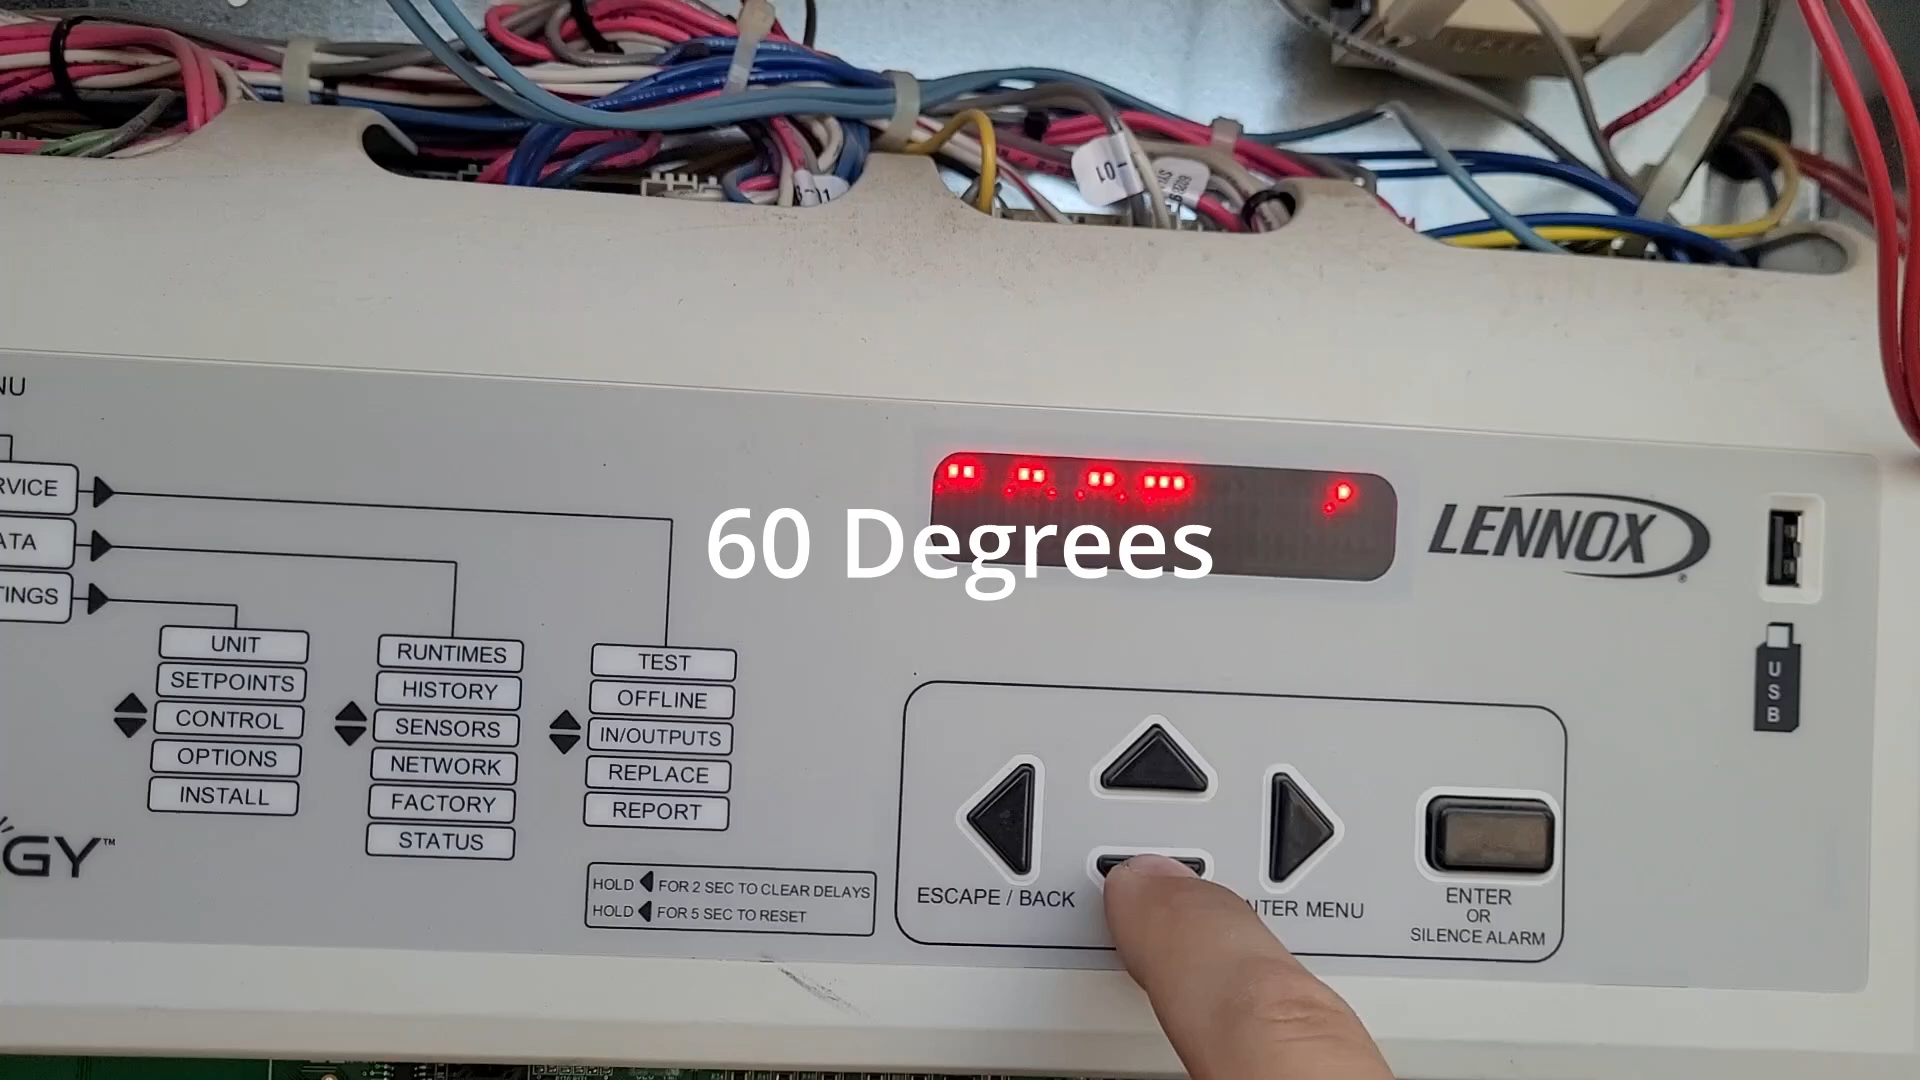 -01
NU
RVICE
ATA
TINGS
60 Degrees
LENNOX
USB
UNIT
SETPOINTS
CONTROL
OPTIONS
INSTALL
RUNTIMES
HISTORY
SENSORS
NETWORK
FACTORY
STATUS
TEST
OFFLINE
IN/OUTPUTS
REPLACE
REPORT
GY™
HOLD ◀ FOR 2 SEC TO CLEAR DELAYS
HOLD ◀ FOR 5 SEC TO RESET
ESCAPE / BACK
NTER MENU
ENTER
OR
SILENCE ALARM